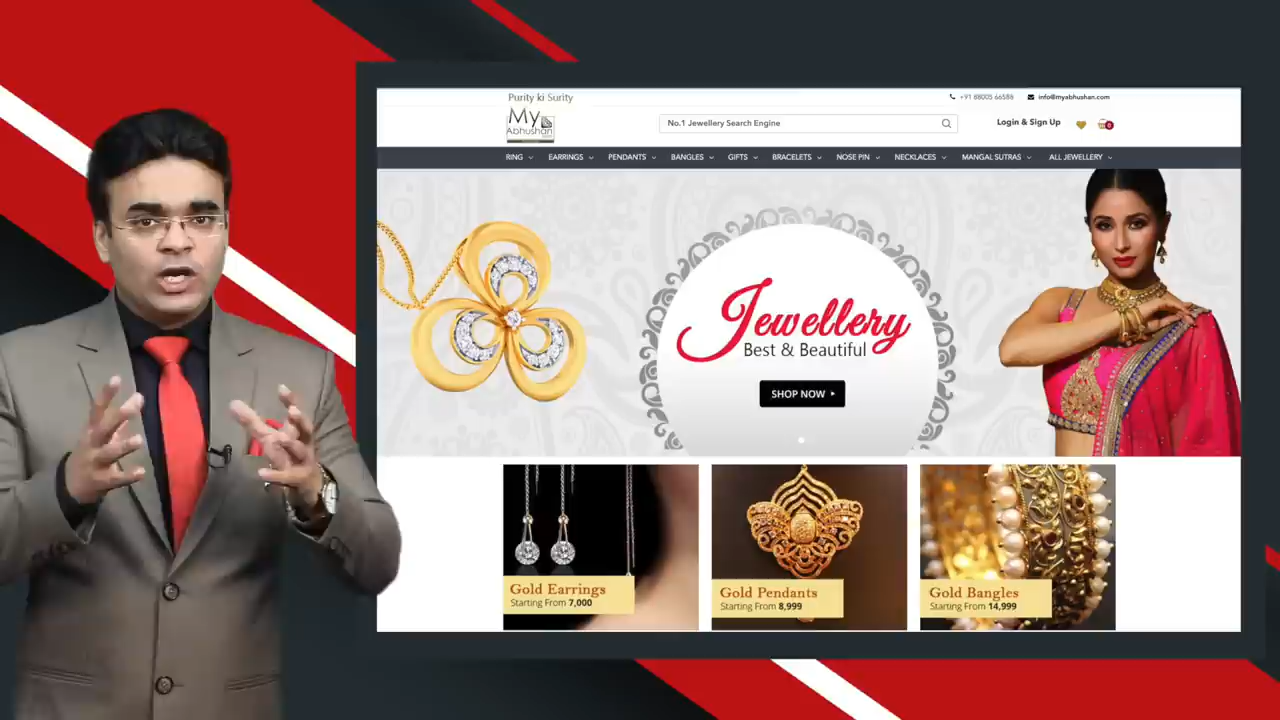 Purity ki Surity
My
Abhushan
+91 88005 66588
info@myabhushan.com
No.1 Jewellery Search Engine
Login & Sign Up
0
RING
EARRINGS
PENDANTS
BANGLES
GIFTS
BRACELETS
NOSE PIN
NECKLACES
MANGAL SUTRAS
ALL JEWELLERY
Jewellery
Best & Beautiful
SHOP NOW
Gold Earrings
Starting From 7,000
Gold Pendants
Starting From 8,999
Gold Bangles
Starting From 14,999